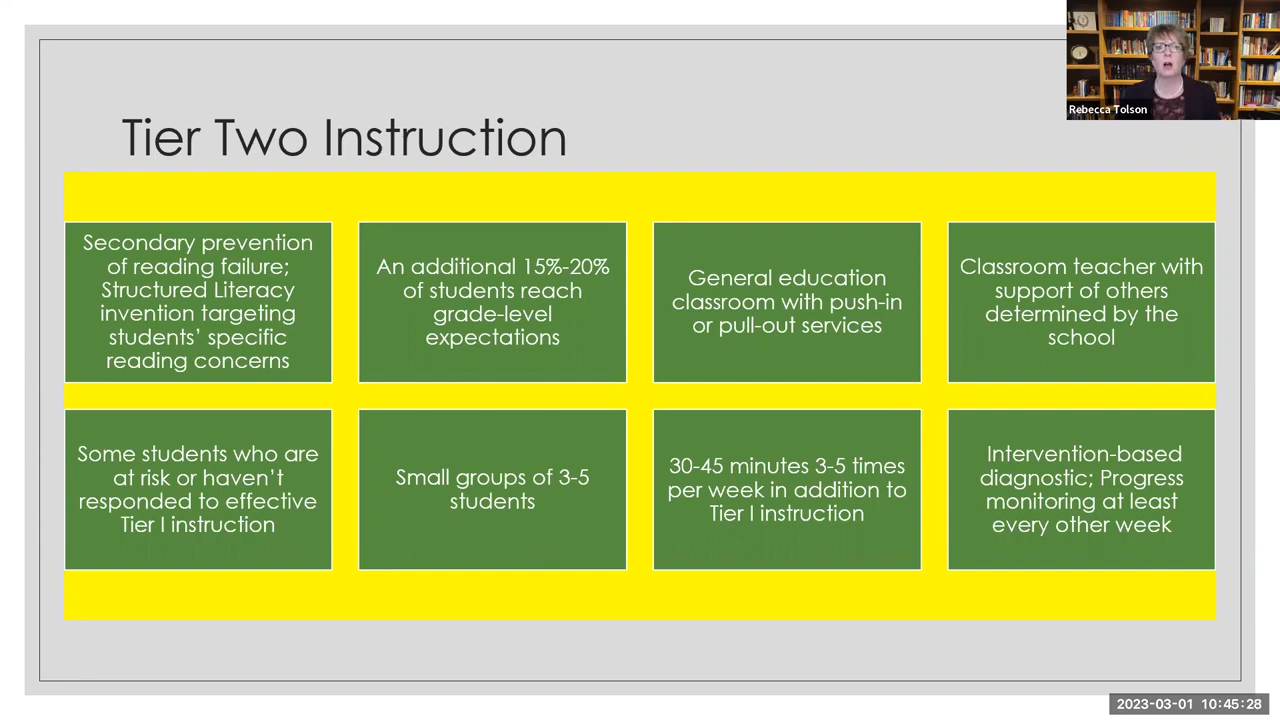 Rebecca Tolson
Tier Two Instruction
Secondary prevention
of reading failure;
Structured Literacy
invention targeting
students' specific
reading concerns
An additional 15%-20%
of students reach
grade-level
expectations
General education
classroom with push-in
or pull-out services
Classroom teacher with
support of others
determined by the
school
Some students who are
at risk or haven't
responded to effective
Tier I instruction
Small groups of 3-5
students
30-45 minutes 3-5 times
per week in addition to
Tier I instruction
Intervention-based
diagnostic; Progress
monitoring at least
every other week
2023-03-01 10:45:28